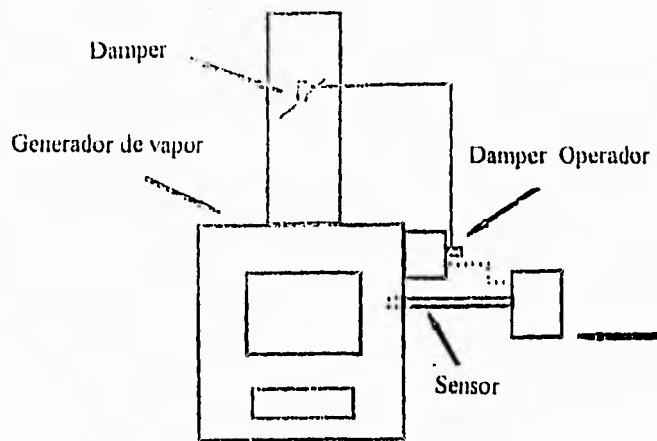 Damper
Generador de vapor
Damper Operador
Sensor